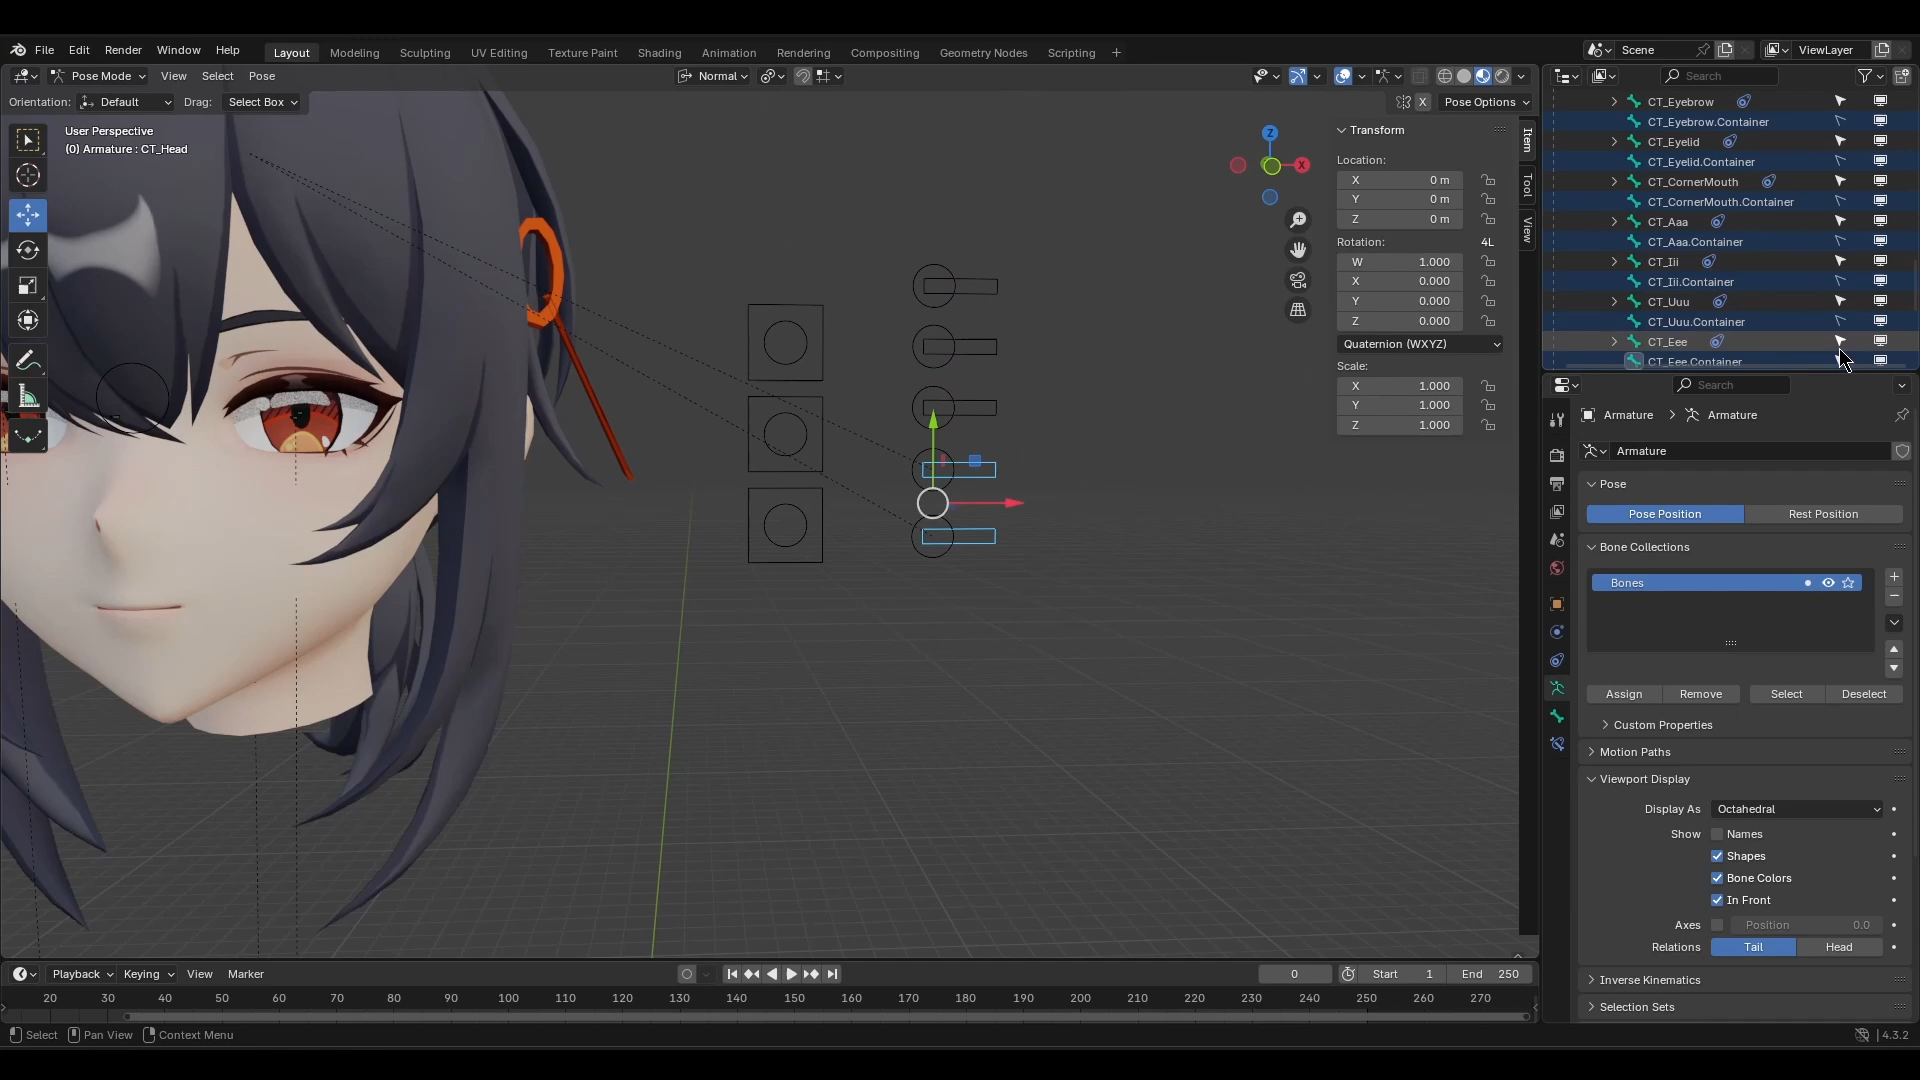 File Edit Render Window Help
Layout Modeling Sculpting UV Editing Texture Paint Shading Animation Rendering Compositing Geometry Nodes Scripting +
Scene
ViewLayer
Pose Mode View Select Pose
Normal
Search
Orientation: Default Drag: Select Box
X Pose Options
User Perspective
(0) Armature : CT_Head
Z
X
Transform
Location:
X 0 m
Y 0 m
Z 0 m
Rotation: 4L
W 1.000
X 0.000
Y 0.000
Z 0.000
Quaternion (WXYZ)
Scale:
X 1.000
Y 1.000
Z 1.000
Item
Tool
View
CT_Eyebrow
CT_Eyebrow.Container
CT_Eyelid
CT_Eyelid.Container
CT_CornerMouth
CT_CornerMouth.Container
CT_Aaa
CT_Aaa.Container
CT_Iii
CT_Iii.Container
CT_Uuu
CT_Uuu.Container
CT_Eee
CT_Eee.Container
Search
Armature > Armature
Armature
Pose
Pose Position Rest Position
Bone Collections
Bones
Assign Remove Select Deselect
Custom Properties
Motion Paths
Viewport Display
Display As Octahedral
Show Names
Shapes
Bone Colors
In Front
Axes Position 0.0
Relations Tail Head
Inverse Kinematics
Selection Sets
Playback Keying View Marker
0 Start 1 End 250
20 30 40 50 60 70 80 90 100 110 120 130 140 150 160 170 180 190 200 210 220 230 240 250 260 270
Select Pan View Context Menu
4.3.2